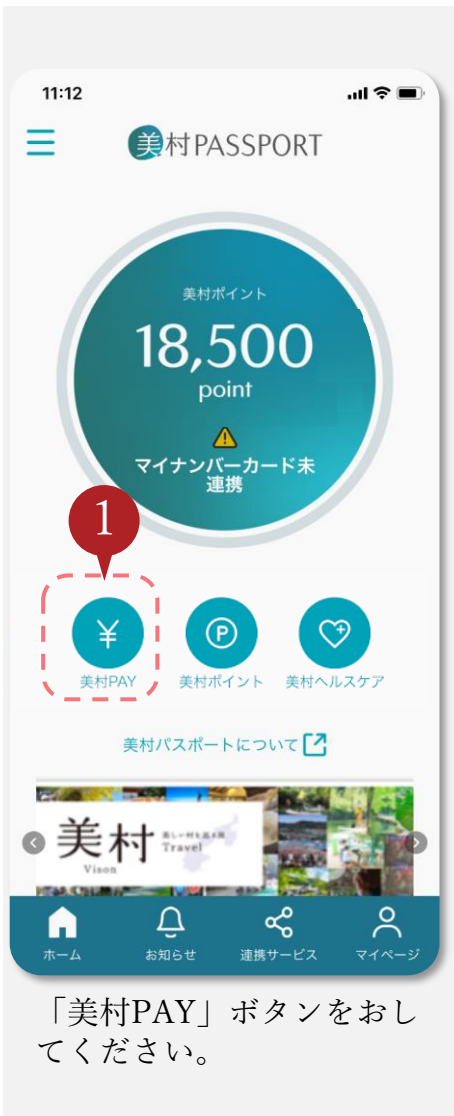 11:12
美村PASSPORT
美村ポイント
18,500
point
マイナンバーカード未
連携
1
¥
P
美村PAY
美村ポイント
美村ヘルスケア
美村パスポートについて
美村
Travel
Vison
ホーム
お知らせ
連携サービス
マイページ
「美村PAY」ボタンをおし
てください。